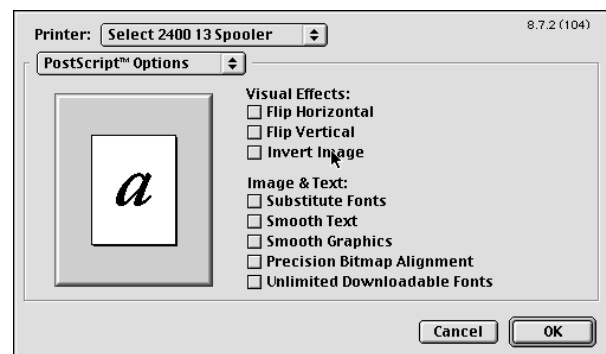 8.7.2 (104)
Printer: Select 2400 13 Spooler
PostScript™ Options
Visual Effects:
Flip Horizontal
Flip Vertical
Invert Image
a
Image & Text:
Substitute Fonts
Smooth Text
Smooth Graphics
Precision Bitmap Alignment
Unlimited Downloadable Fonts
Cancel OK